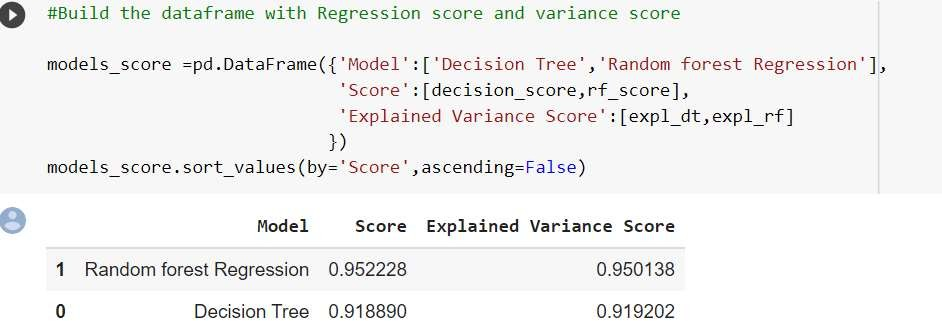 #Build the dataframe with Regression score and variance score
models_score =pd.DataFrame({'Model':['Decision Tree','Random forest Regression'],
'Score':[decision_score,rf_score],
'Explained Variance Score':[expl_dt,expl_rf]
})
models_score.sort_values(by='Score',ascending=False)
Model Score Explained Variance Score
1 Random forest Regression 0.952228 0.950138
0 Decision Tree 0.918890 0.919202